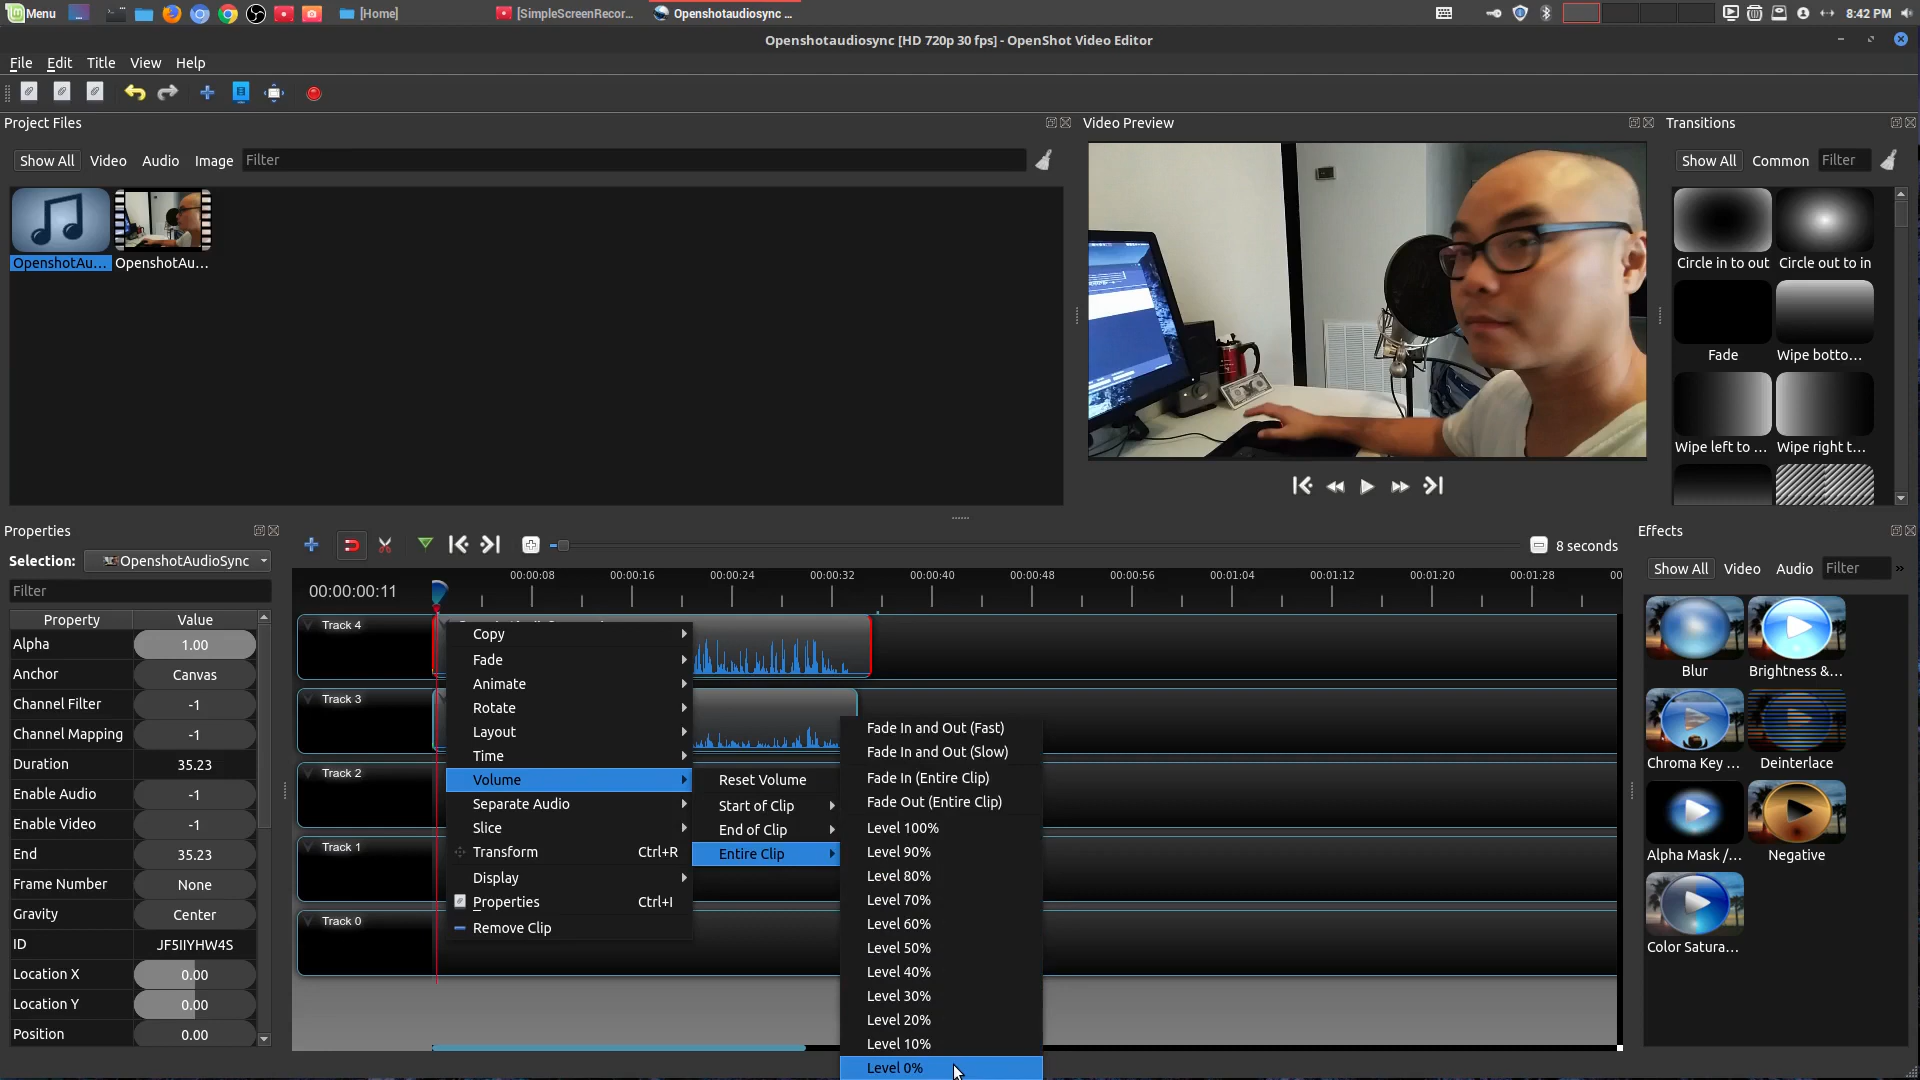 Menu
[Home]
[SimpleScreenRecor...
Openshotaudiosync ...
8:42 PM
Openshotaudiosync [HD 720p 30 fps] - OpenShot Video Editor
File Edit Title View Help
Project Files
Video Preview
Transitions
Show All Video Audio Image Filter
Show All Common Filter
OpenshotAu...
OpenshotAu...
Circle in to out
Circle out to in
Fade
Wipe botto...
Wipe left to ...
Wipe right t...
Properties
Effects
Selection: OpenshotAudioSync
8 seconds
Filter
Show All Video Audio Filter »
00:00:00:11
00:00:08 00:00:16 00:00:24 00:00:32 00:00:40 00:00:48 00:00:56 00:01:04 00:01:12 00:01:20 00:01:28 00
Property Value
Alpha 1.00
Anchor Canvas
Channel Filter -1
Channel Mapping -1
Duration 35.23
Enable Audio -1
Enable Video -1
End 35.23
Frame Number None
Gravity Center
ID JF5IIYHW4S
Location X 0.00
Location Y 0.00
Position 0.00
Track 4
Track 3
Track 2
Track 1
Track 0
Copy
Fade
Animate
Rotate
Layout
Time
Volume
Separate Audio
Slice
Transform Ctrl+R
Display
Properties Ctrl+I
Remove Clip
Reset Volume
Start of Clip
End of Clip
Entire Clip
Fade In and Out (Fast)
Fade In and Out (Slow)
Fade In (Entire Clip)
Fade Out (Entire Clip)
Level 100%
Level 90%
Level 80%
Level 70%
Level 60%
Level 50%
Level 40%
Level 30%
Level 20%
Level 10%
Level 0%
Blur
Brightness &...
Chroma Key ...
Deinterlace
Alpha Mask /...
Negative
Color Satura...